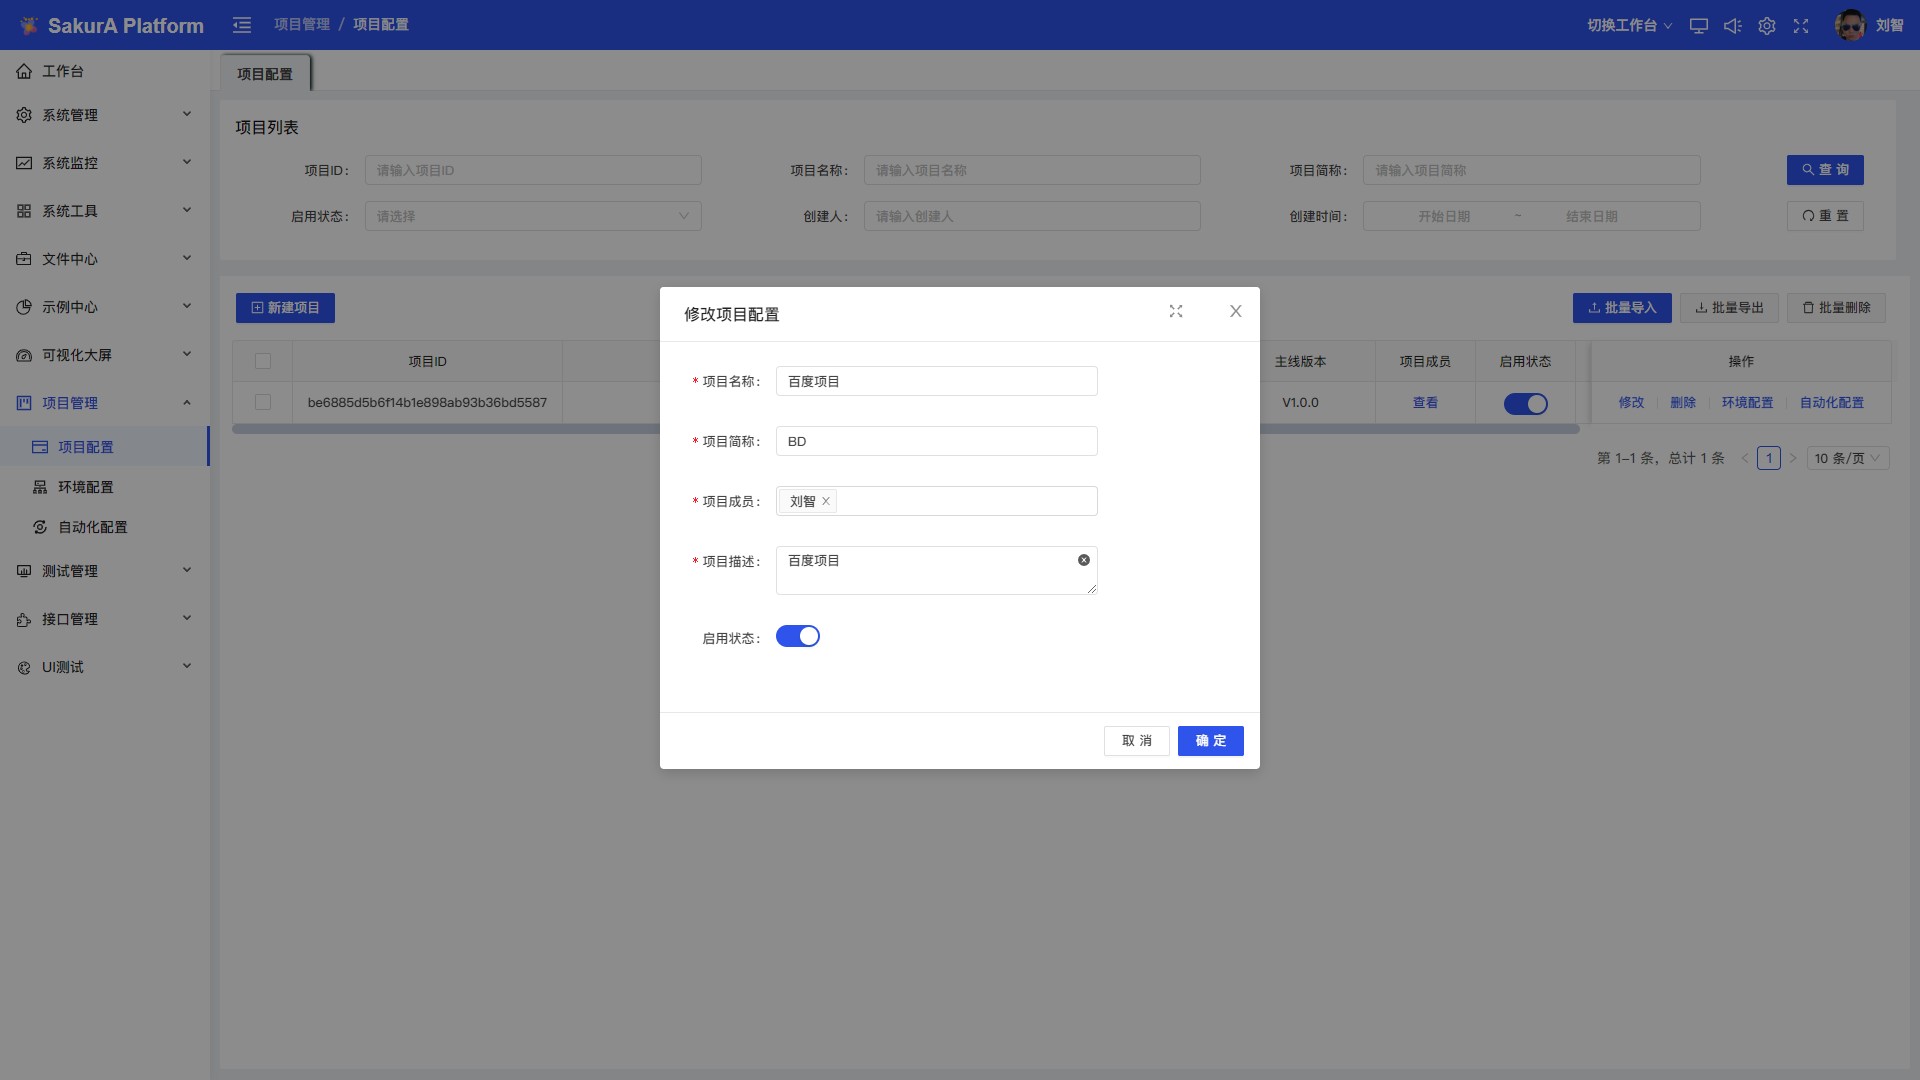 SakurA Platform
项目管理 / 项目配置
切换工作台
刘智
工作台
系统管理
系统监控
系统工具
文件中心
示例中心
可视化大屏
项目管理
项目配置
环境配置
自动化配置
测试管理
接口管理
UI测试
项目配置
项目列表
项目ID: 请输入项目ID
项目名称: 请输入项目名称
项目简称: 请输入项目简称
查 询
启用状态: 请选择
创建人: 请输入创建人
创建时间: 开始日期 ~ 结束日期
重 置
新建项目
批量导入
批量导出
批量删除
项目ID
主线版本
项目成员
启用状态
操作
be6885d5b6f14b1e898ab93b36bd5587
V1.0.0
查看
修改
删除
环境配置
自动化配置
第 1–1 条, 总计 1 条 < 1 > 10 条/页
修改项目配置
* 项目名称: 百度项目
* 项目简称: BD
* 项目成员: 刘智
* 项目描述: 百度项目
启用状态:
取 消
确 定